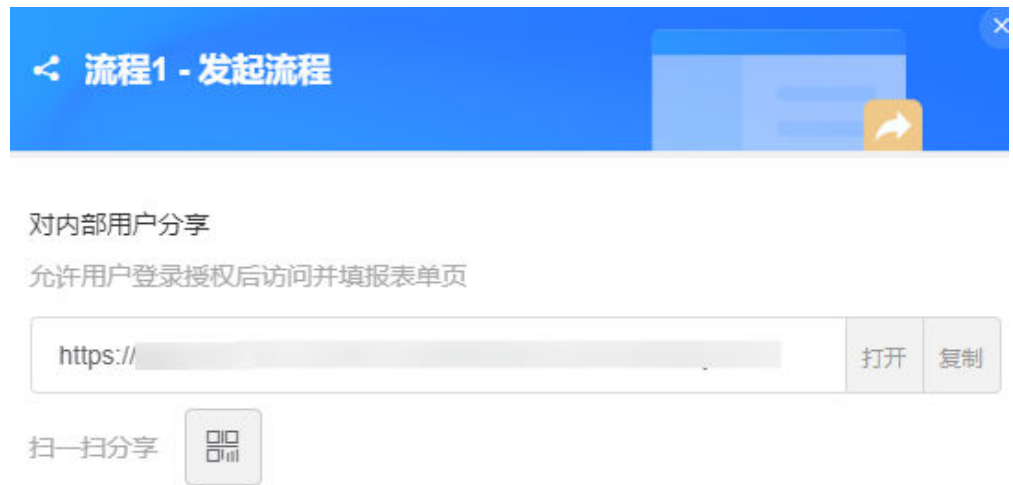 流程1 - 发起流程
对内部用户分享
允许用户登录授权后访问并填报表单页
https://
打开
复制
扫一扫分享